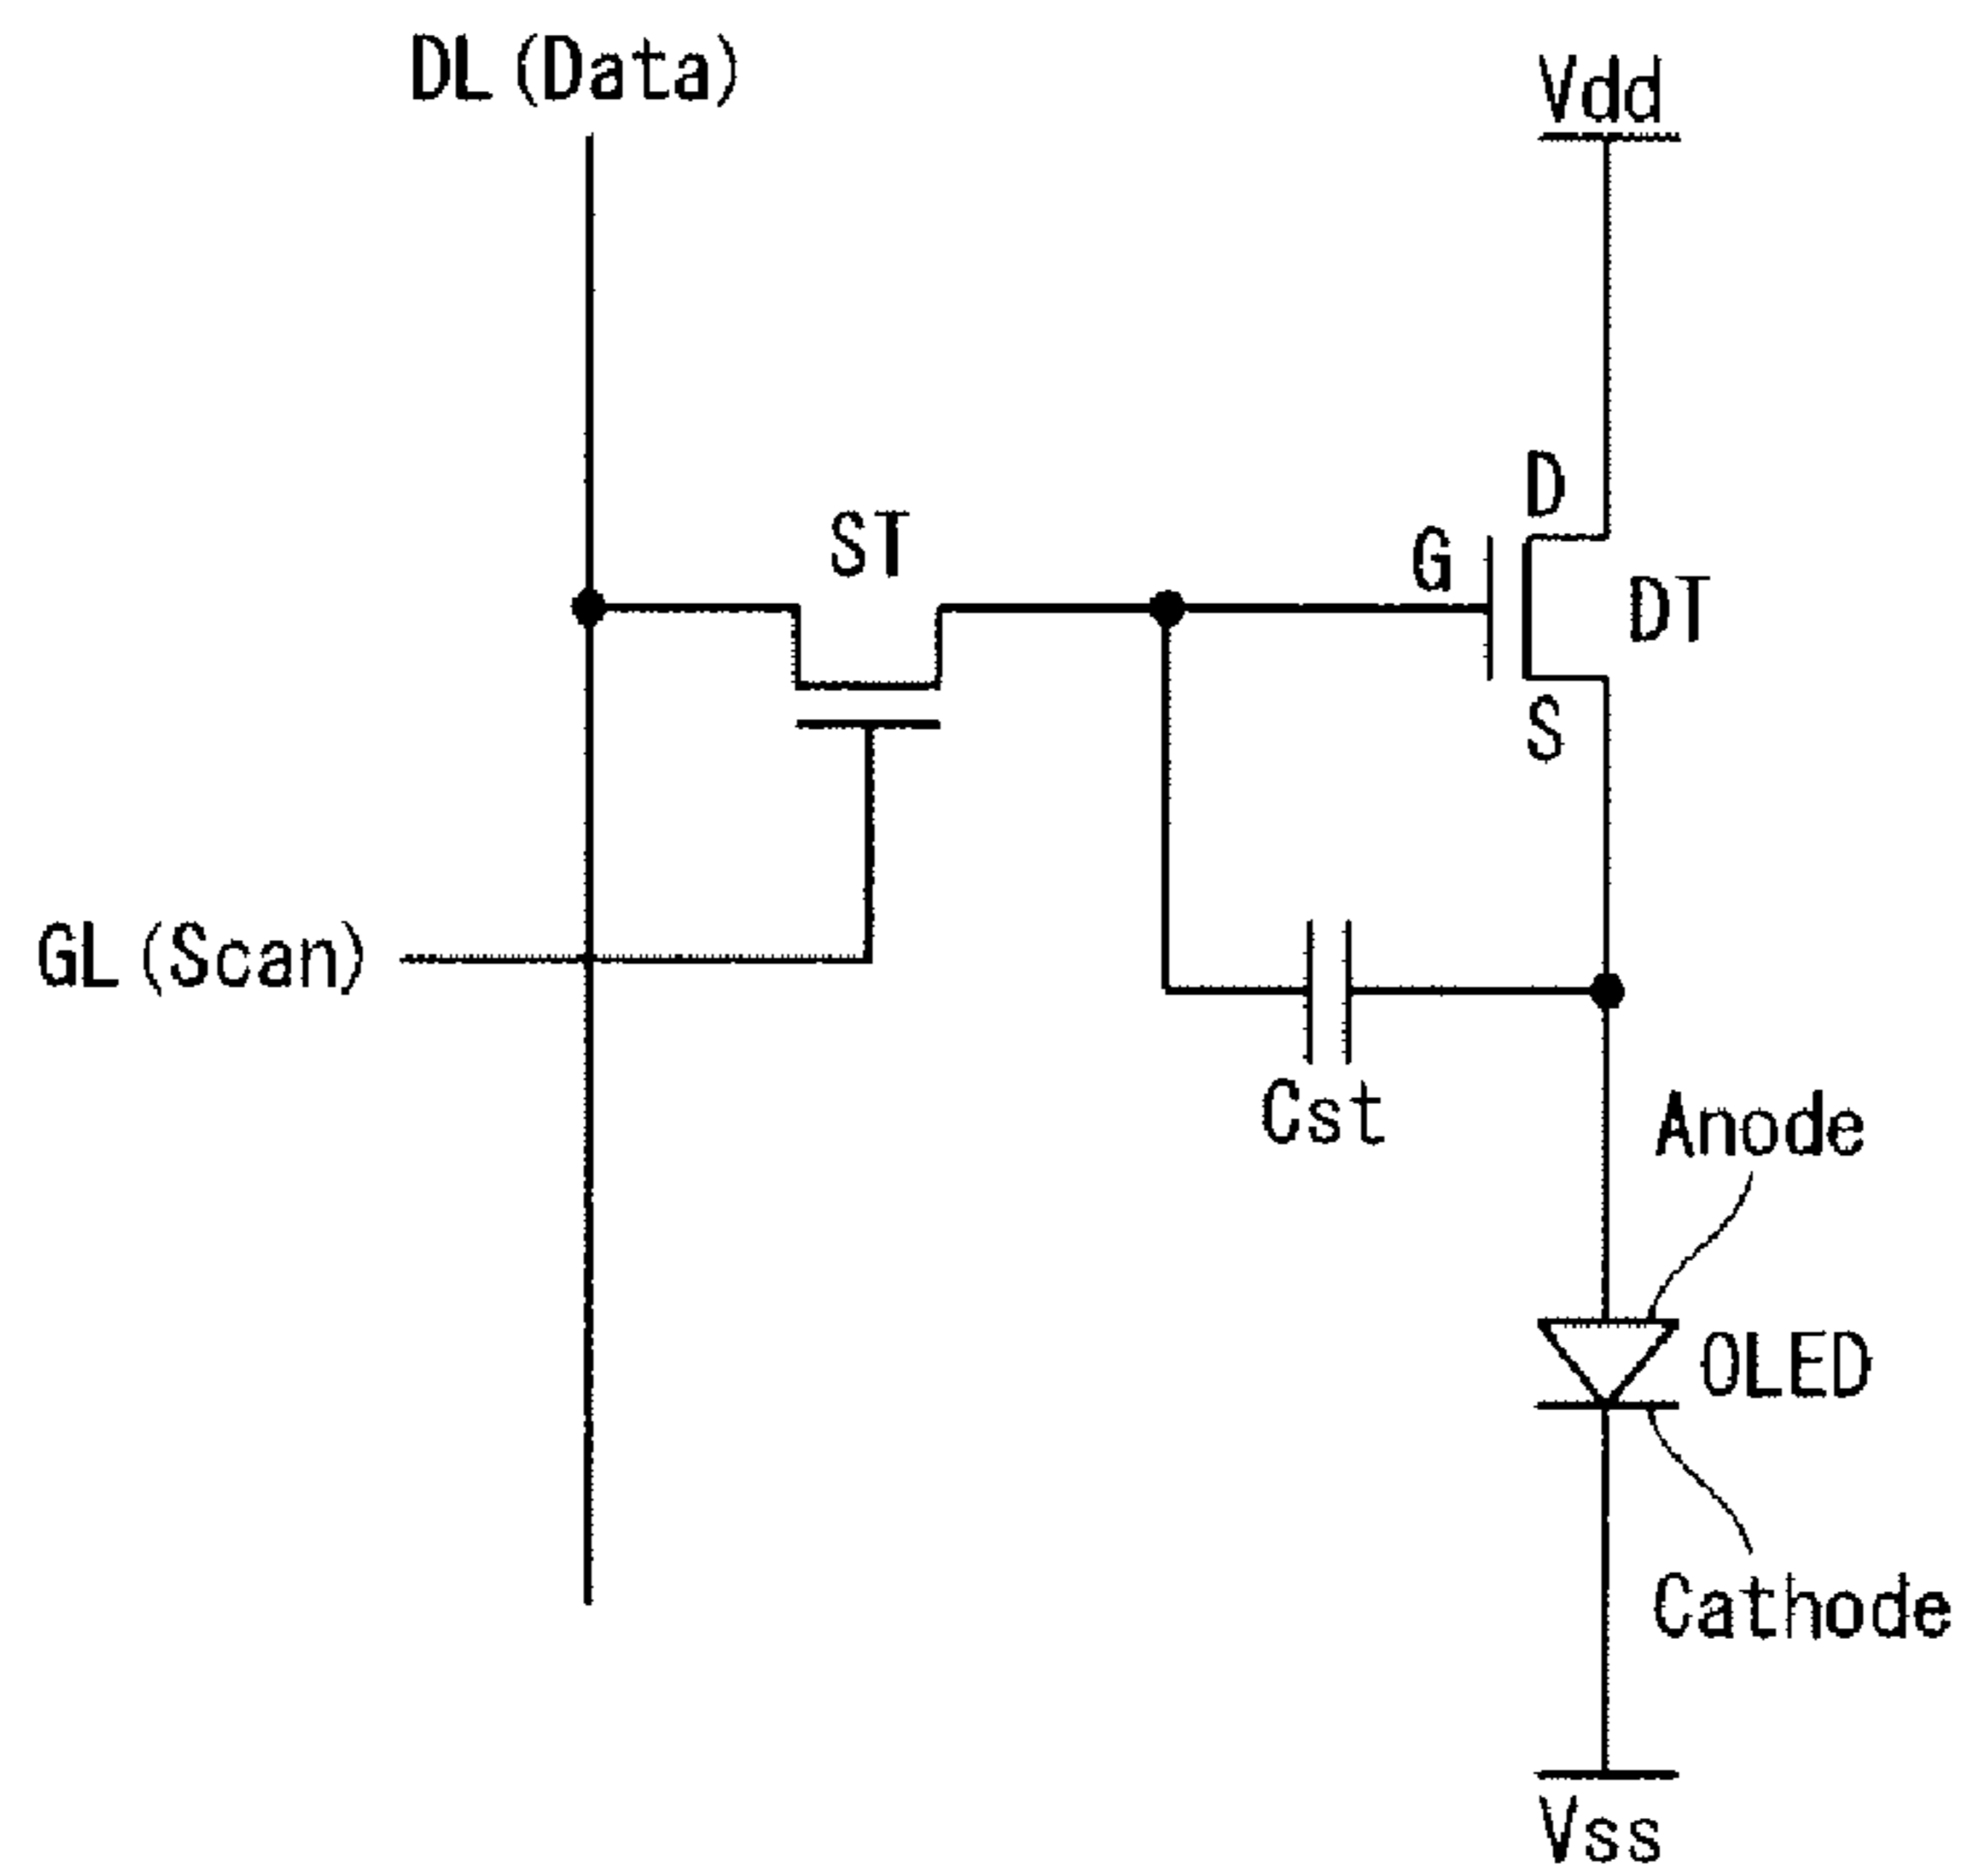 DL(Data)
Vdd
D
ST
G
DT
S
GL(Scan)
Cst
Anode
OLED
Cathode
Vss